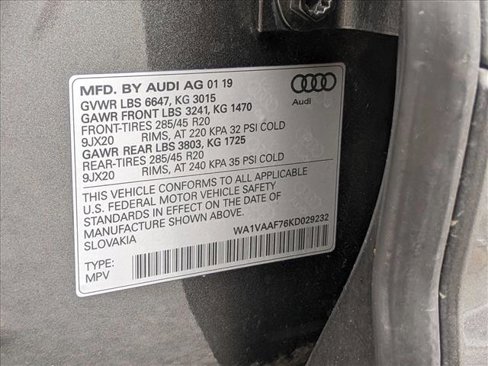 MFD. BY AUDI AG 01 19
GVWR LBS 6647, KG 3015
GAWR FRONT LBS 3241, KG 1470
FRONT-TIRES 285/45 R20
9JX20 RIMS, AT 220 KPA 32 PSI COLD
GAWR REAR LBS 3803, KG 1725
REAR-TIRES 285/45 R20
9JX20 RIMS, AT 240 KPA 35 PSI COLD
THIS VEHICLE CONFORMS TO ALL APPLICABLE
U.S. FEDERAL MOTOR VEHICLE SAFETY
STANDARDS IN EFFECT ON THE DATE OF
MANUFACTURE SHOWN ABOVE.
SLOVAKIA
WA1VAAF76KD029232
TYPE:
MPV
Audi